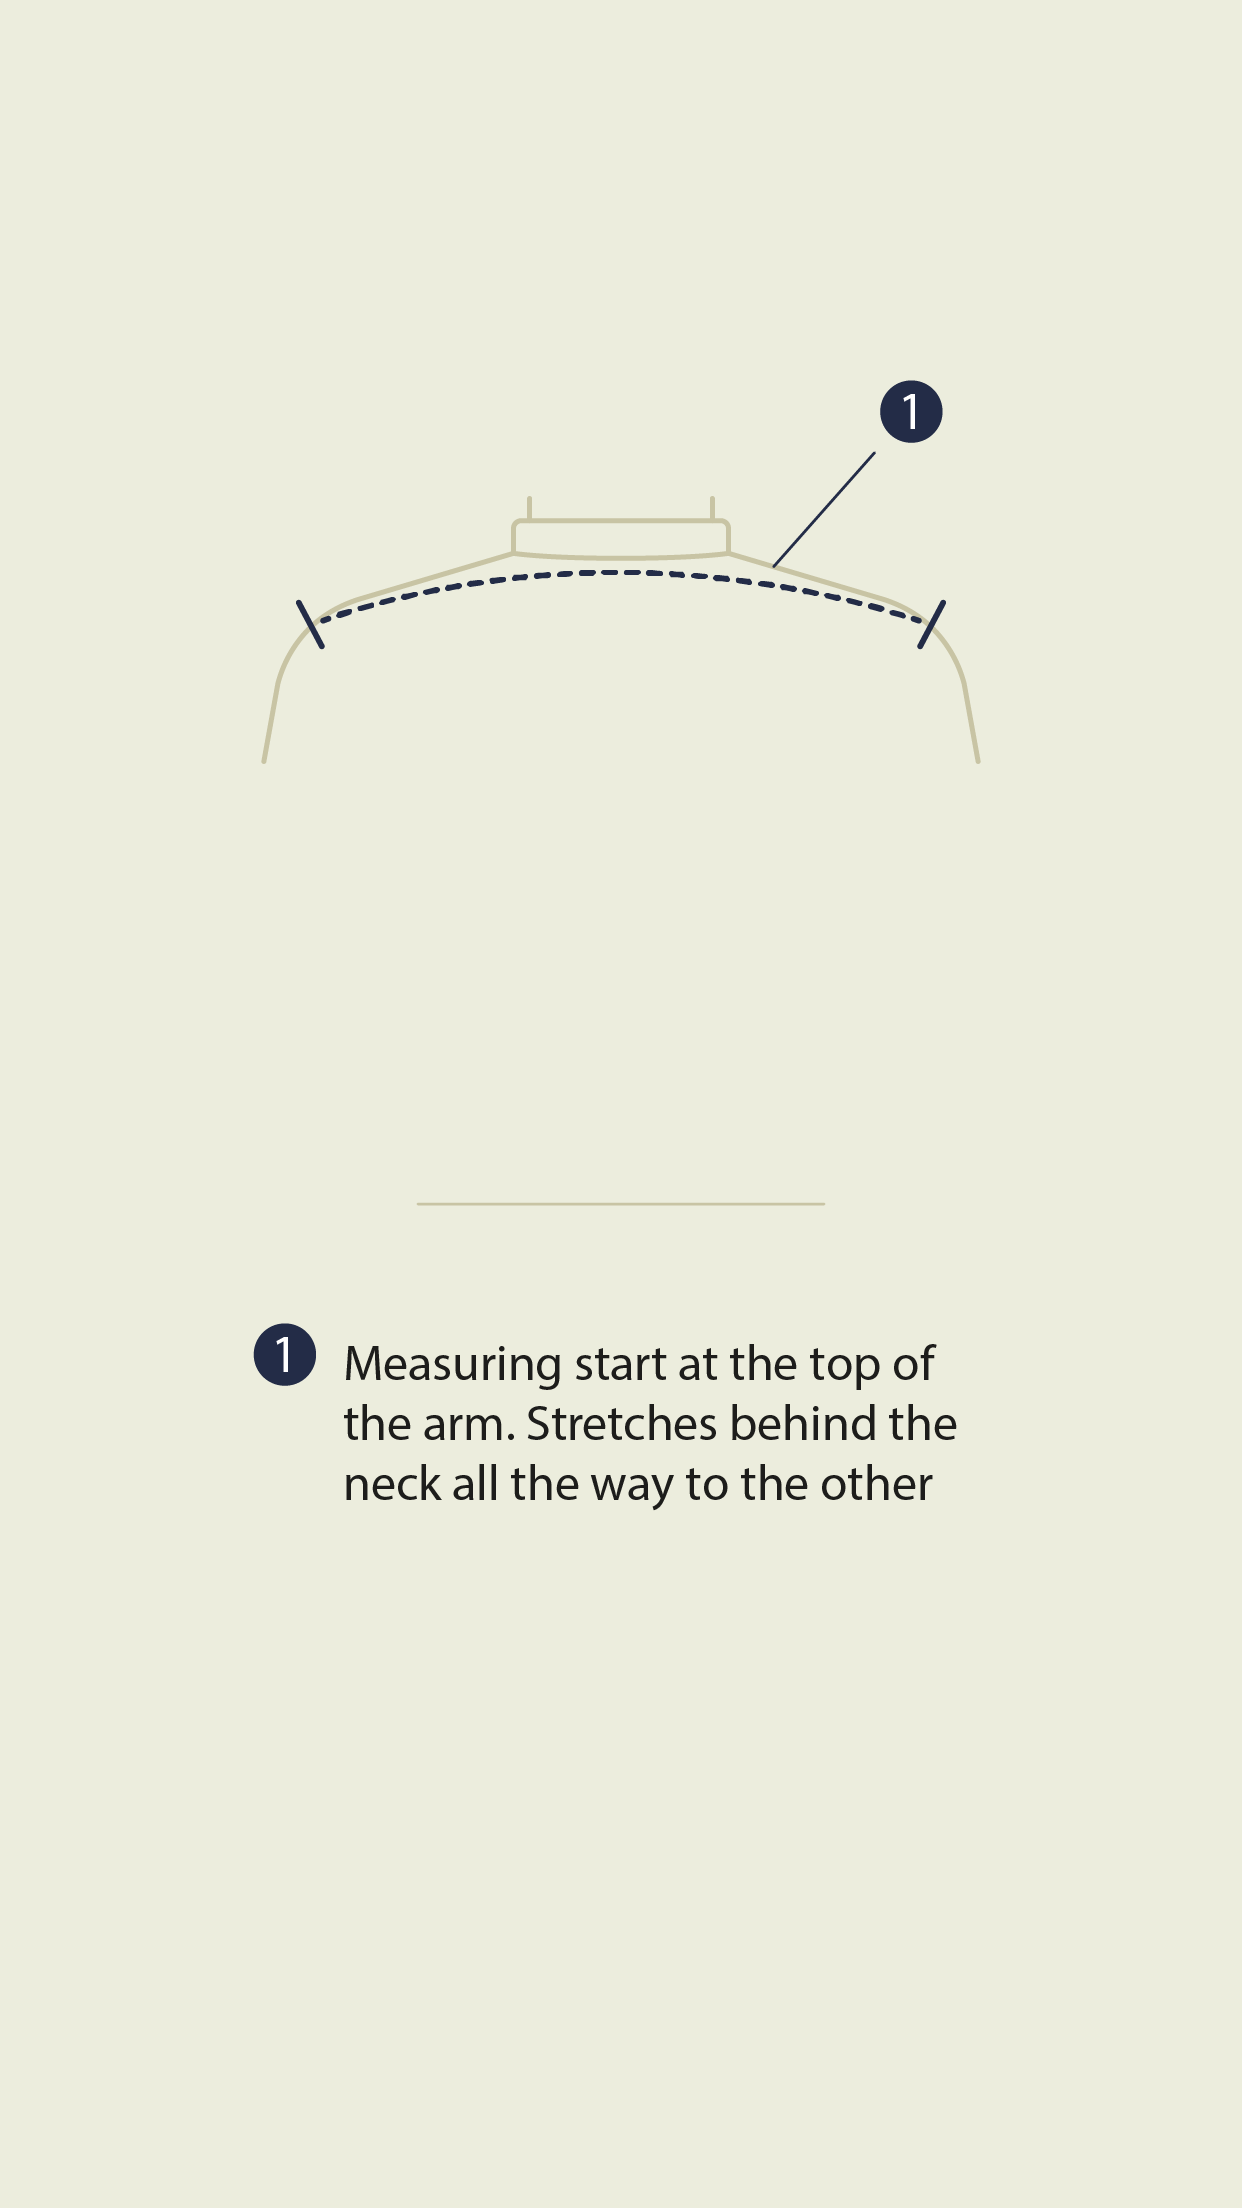 1
1 Measuring start at the top of
the arm. Stretches behind the
neck all the way to the other